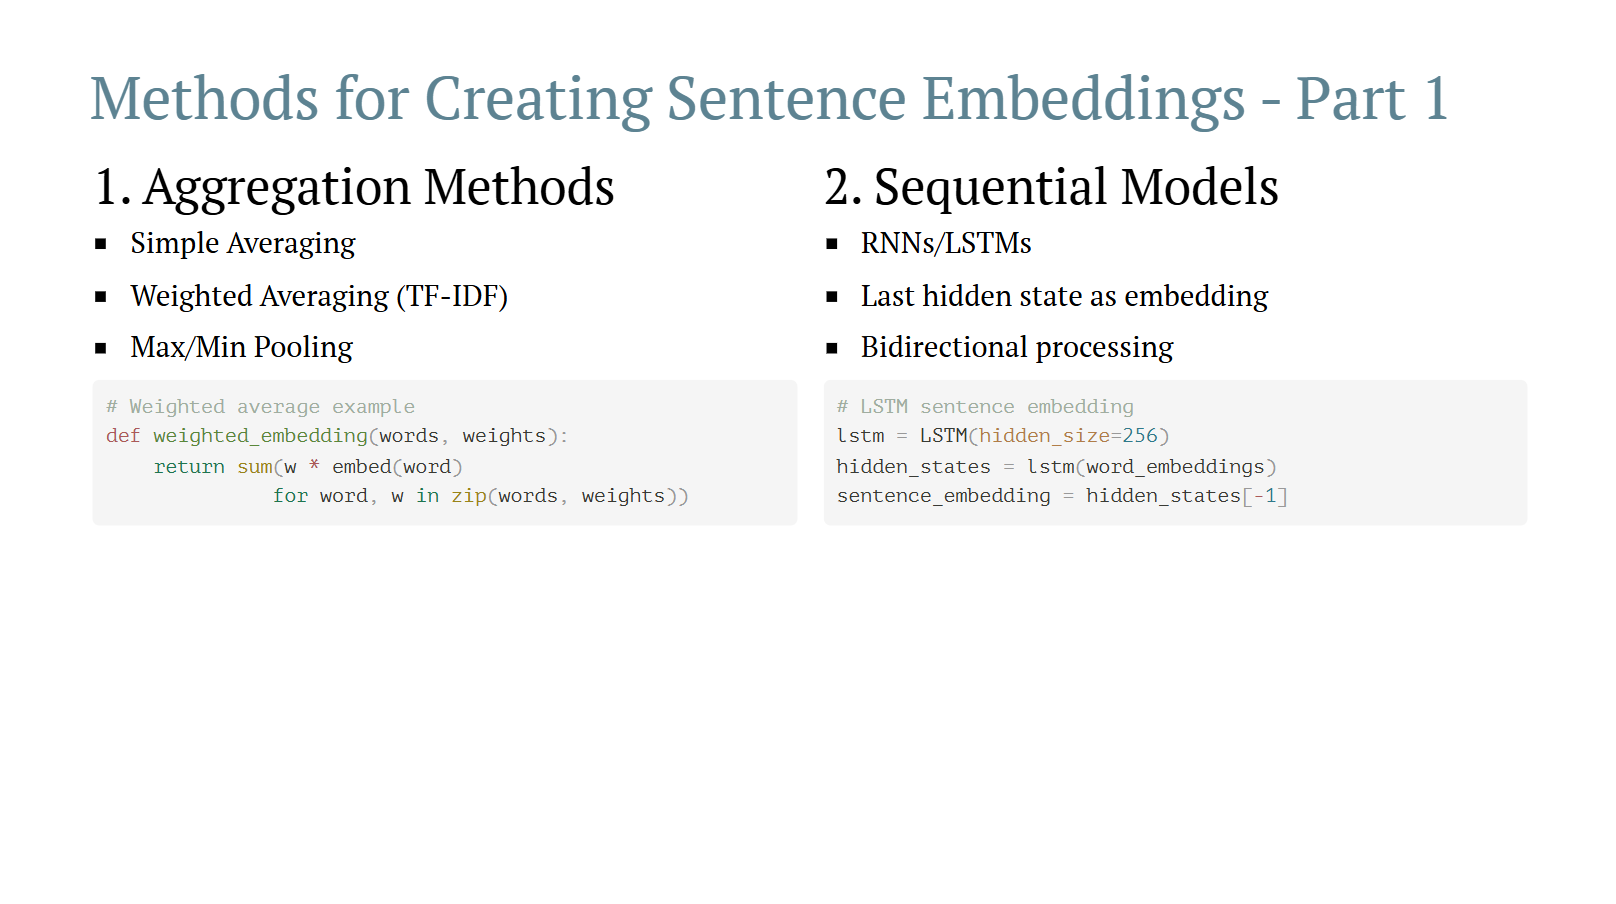 Methods for Creating Sentence Embeddings - Part 1
1. Aggregation Methods
▪ Simple Averaging
▪ Weighted Averaging (TF-IDF)
▪ Max/Min Pooling
# Weighted average example
def weighted_embedding(words, weights):
    return sum(w * embed(word)
              for word, w in zip(words, weights))
2. Sequential Models
▪ RNNs/LSTMs
▪ Last hidden state as embedding
▪ Bidirectional processing
# LSTM sentence embedding
lstm = LSTM(hidden_size=256)
hidden_states = lstm(word_embeddings)
sentence_embedding = hidden_states[-1]